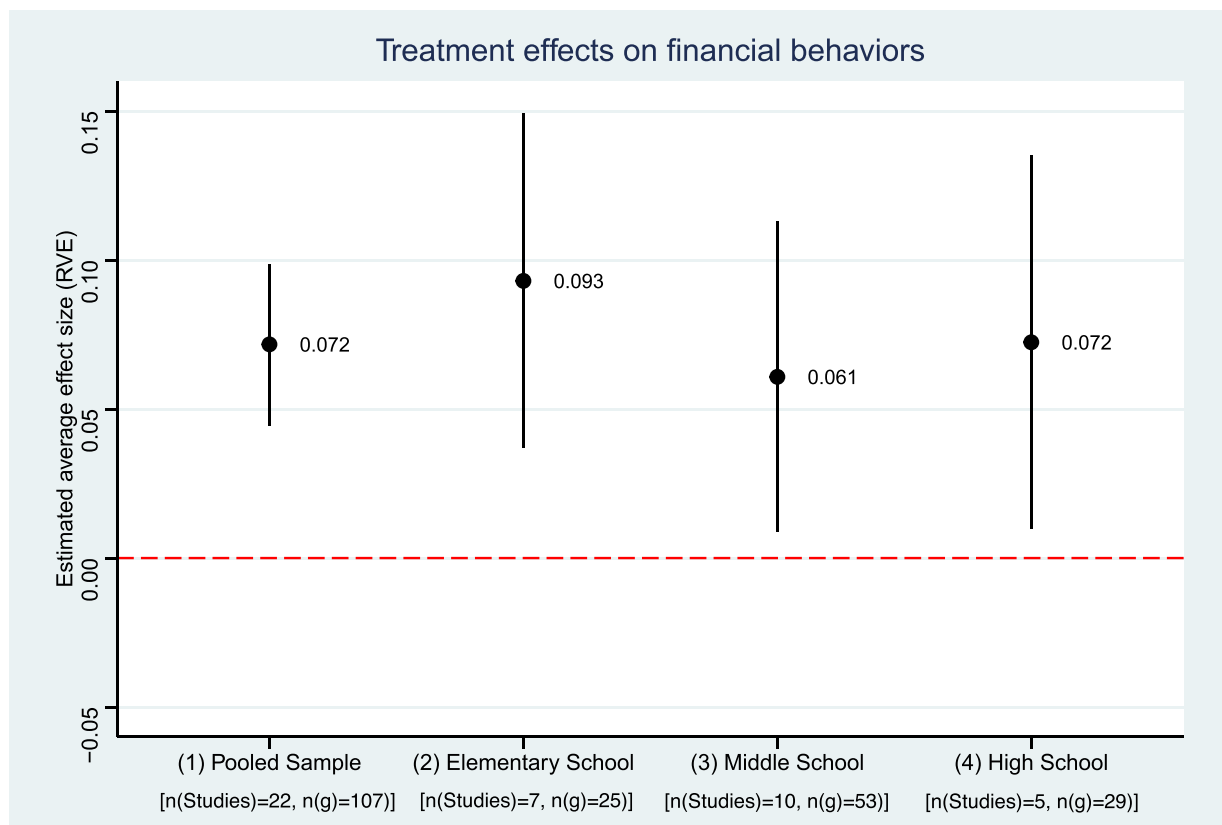 Treatment effects on financial behaviors
Estimated average effect size (RVE)
0.15
0.10
0.05
0.00
−0.05
0.072
0.093
0.061
0.072
(1) Pooled Sample
(2) Elementary School
(3) Middle School
(4) High School
[n(Studies)=22, n(g)=107)]
[n(Studies)=7, n(g)=25)]
[n(Studies)=10, n(g)=53)]
[n(Studies)=5, n(g)=29)]